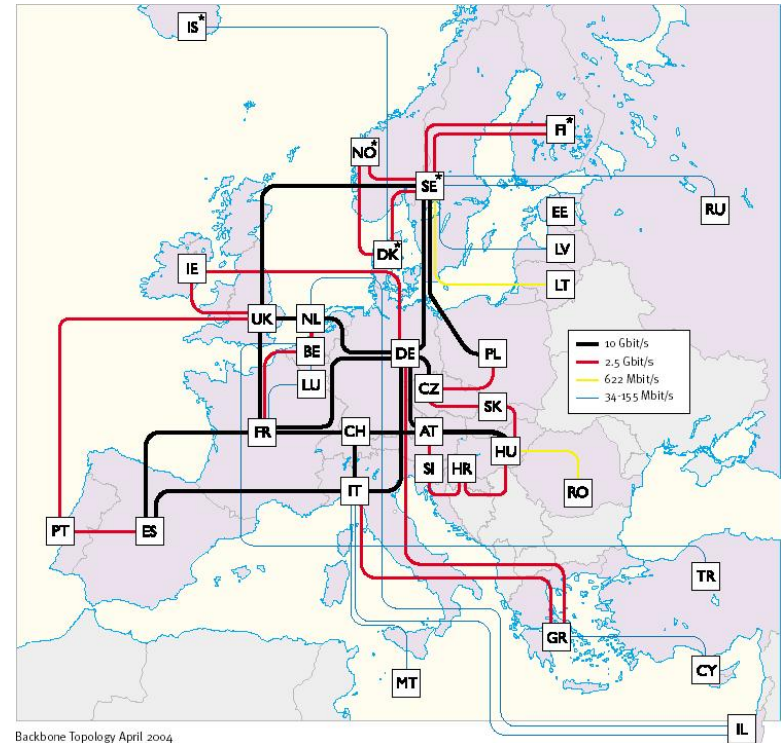 IS*
FI*
NO*
SE*
RU
EE
DK*
LV
IE
LT
UK
NL
BE
DE
PL
10 Gbit/s
2.5 Gbit/s
622 Mbit/s
34-155 Mbit/s
LU
CZ
SK
FR
CH
AT
HU
SI
HR
IT
RO
PT
ES
TR
GR
MT
CY
IL
Backbone Topology April 2004